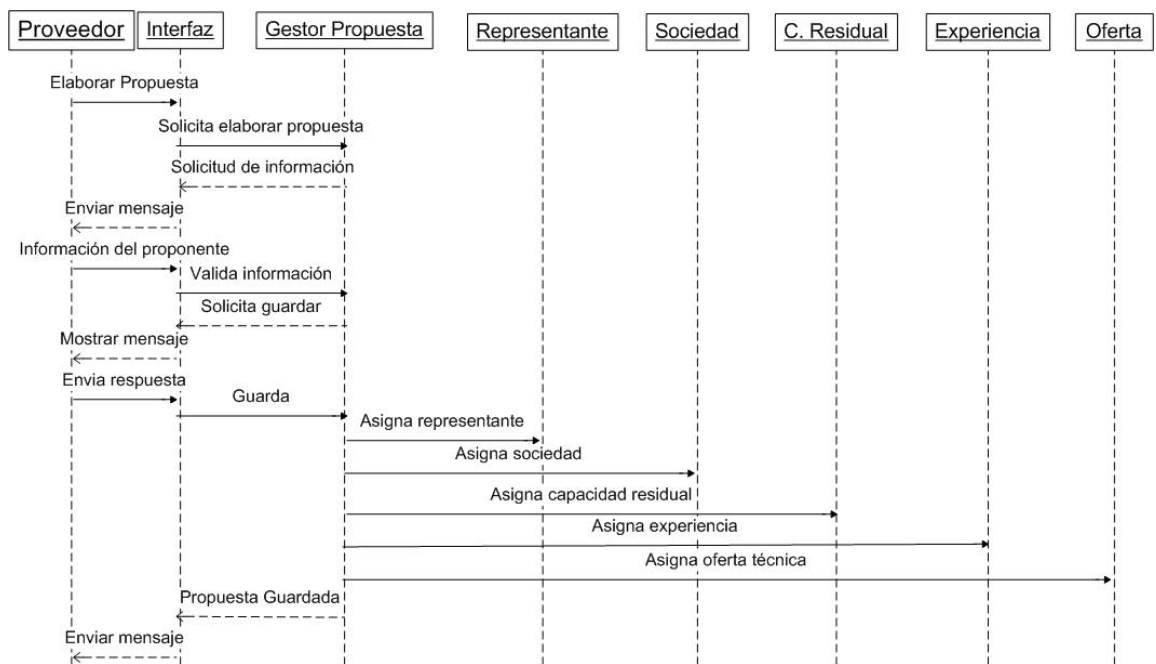 Proveedor
Interfaz
Gestor Propuesta
Representante
Sociedad
C. Residual
Experiencia
Oferta
Elaborar Propuesta
Solicita elaborar propuesta
Solicitud de información
Enviar mensaje
Información del proponente
Valida información
Solicita guardar
Mostrar mensaje
Envia respuesta
Guarda
Asigna representante
Asigna sociedad
Asigna capacidad residual
Asigna experiencia
Asigna oferta técnica
Propuesta Guardada
Enviar mensaje